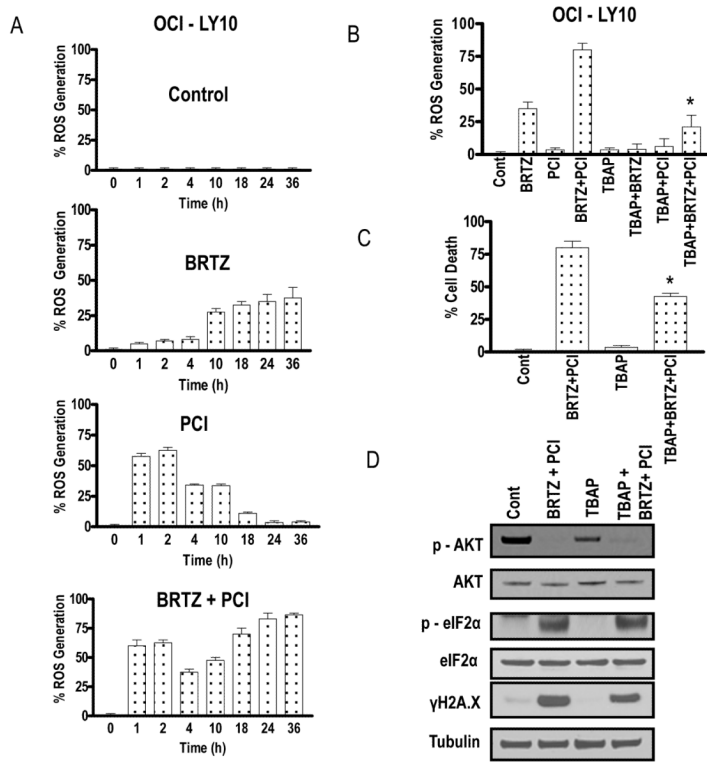 A
OCI - LY10
% ROS Generation
100
75
50
25
0
Control
0 1 2 4 10 18 24 36
Time (h)
% ROS Generation
100
75
50
25
0
BRTZ
0 1 2 4 10 18 24 36
Time (h)
% ROS Generation
100
75
50
25
0
PCI
0 1 2 4 10 18 24 36
Time (h)
% ROS Generation
100
75
50
25
0
BRTZ + PCI
0 1 2 4 10 18 24 36
Time (h)
B
OCI - LY10
% ROS Generation
100
75
50
25
0
*
Cont
BRTZ
PCI
BRTZ+PCI
TBAP
TBAP+BRTZ
TBAP+PCI
TBAP+BRTZ+PCI
C
% Cell Death
100
75
50
25
0
*
Cont
BRTZ+PCI
TBAP
TBAP+BRTZ+PCI
D
Cont
BRTZ + PCI
TBAP
TBAP +
BRTZ+ PCI
p - AKT
AKT
p - eIF2α
eIF2α
γH2A.X
Tubulin